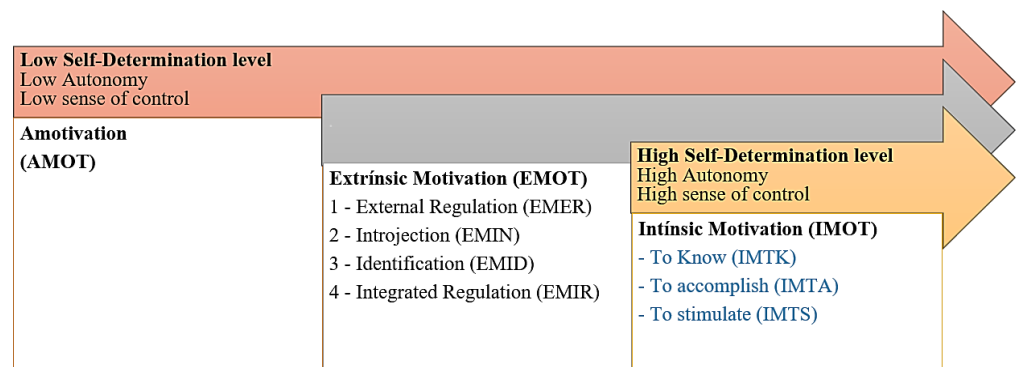 Low Self-Determination level
Low Autonomy
Low sense of control
Amotivation
(AMOT)
Extrínsic Motivation (EMOT)
1 - External Regulation (EMER)
2 - Introjection (EMIN)
3 - Identification (EMID)
4 - Integrated Regulation (EMIR)
High Self-Determination level
High Autonomy
High sense of control
Intínsic Motivation (IMOT)
- To Know (IMTK)
- To accomplish (IMTA)
- To stimulate (IMTS)